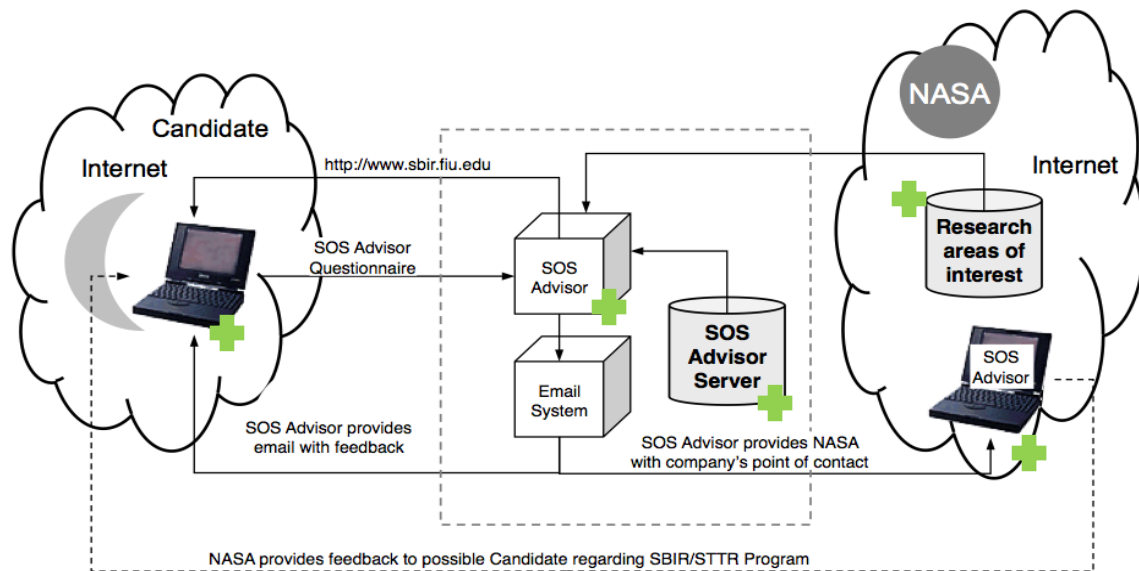 Candidate
Internet
http://www.sbir.fiu.edu
SOS Advisor
Questionnaire
SOS
Advisor
Email
System
SOS
Advisor
Server
NASA
Internet
Research
areas of
interest
SOS
Advisor
SOS Advisor provides
email with feedback
SOS Advisor provides NASA
with company's point of contact
NASA provides feedback to possible Candidate regarding SBIR/STTR Program